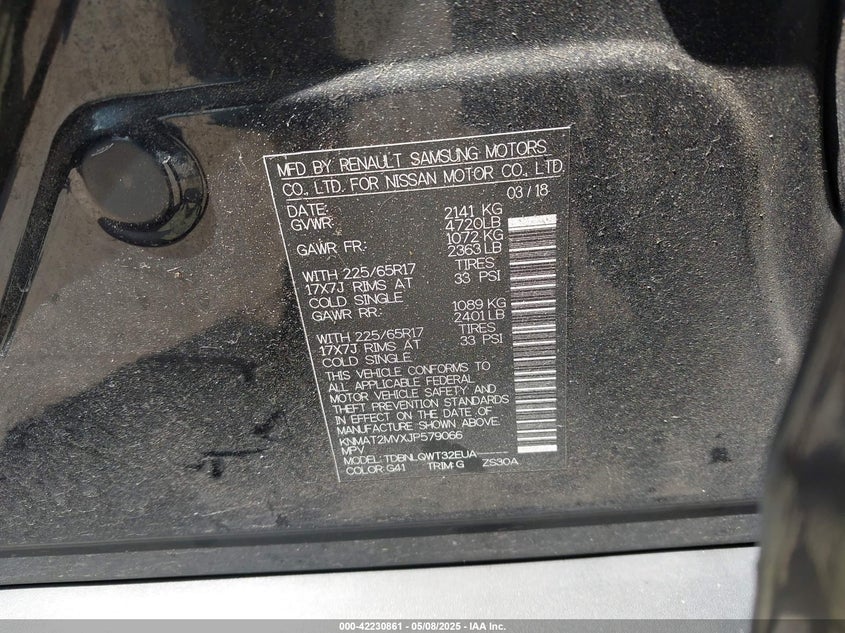 MFD BY RENAULT SAMSUNG MOTORS
CO., LTD. FOR NISSAN MOTOR CO., LTD.
DATE: 03/18
GVWR: 2141 KG
4720LB
GAWR FR: 1072 KG
2363 LB
WITH 225/65R17 TIRES
17X7J RIMS AT 33 PSI
COLD SINGLE
GAWR RR: 1089 KG
2401 LB
WITH 225/65R17 TIRES
17X7J RIMS AT 33 PSI
COLD SINGLE
THIS VEHICLE CONFORMS TO
ALL APPLICABLE FEDERAL
MOTOR VEHICLE SAFETY AND
THEFT PREVENTION STANDARDS
IN EFFECT ON THE DATE OF
MANUFACTURE SHOWN ABOVE.
KNMAT2MVXJP579066
MPV
MODEL: TDBNLQWT32EUA-----
COLOR: G41 TRIM: G ZS30A
000-42230861 - 05/08/2025 - IAA Inc.